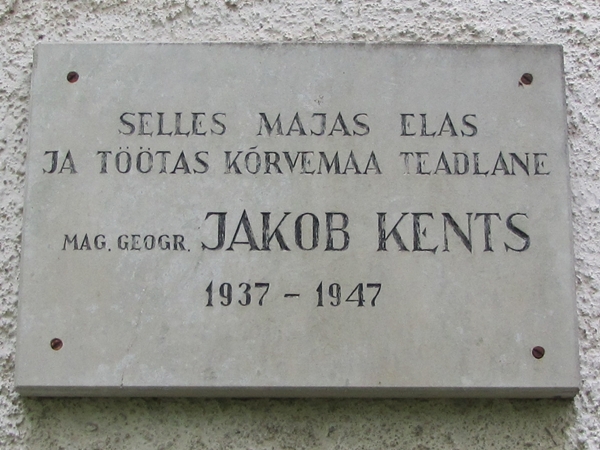 SELLES MAJAS ELAS
JA TÖÖTAS KÕRVEMAA TEADLANE
MAG. GEOGR. JAKOB KENTS
1937 – 1947